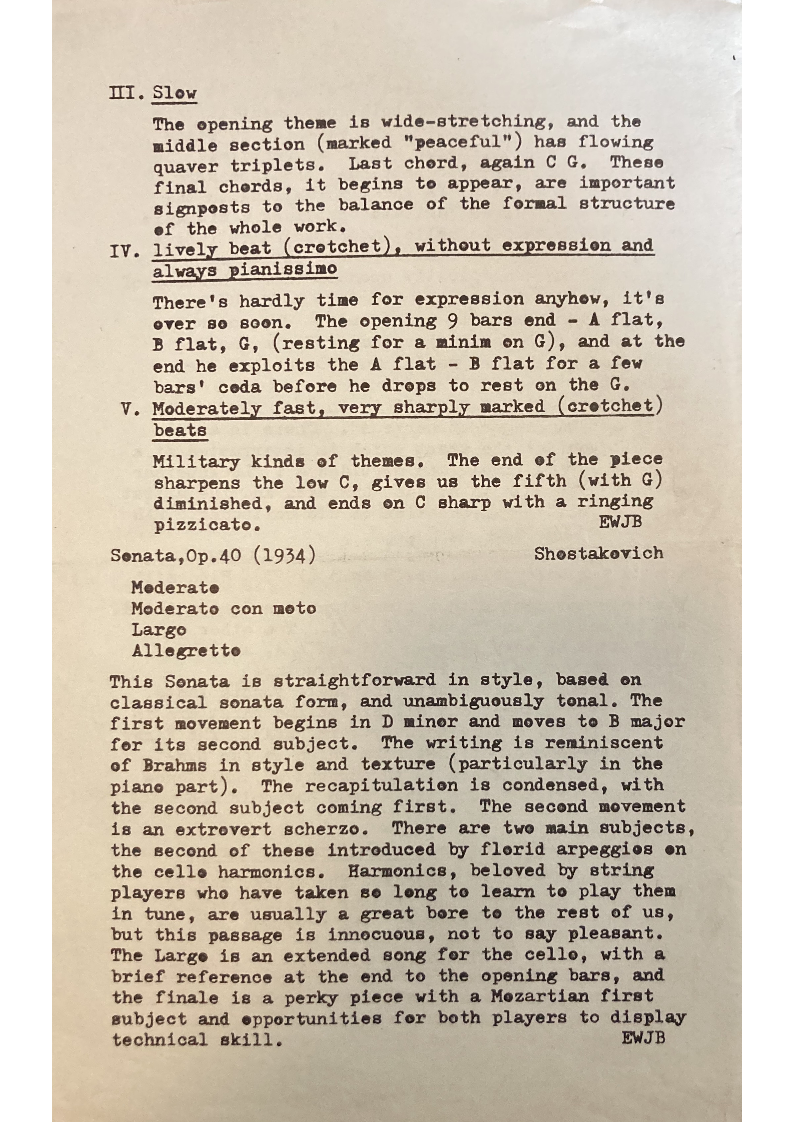 III. Slow
The opening theme is wide-stretching, and the
middle section (marked "peaceful") has flowing
quaver triplets. Last chord, again C G. These
final chords, it begins to appear, are important
signposts to the balance of the formal structure
of the whole work.
IV. lively beat (crotchet), without expression and
always pianissimo
There's hardly time for expression anyhow, it's
over so soon. The opening 9 bars end - A flat,
B flat, G, (resting for a minim on G), and at the
end he exploits the A flat - B flat for a few
bars' coda before he drops to rest on the G.
V. Moderately fast, very sharply marked (crotchet)
beats
Military kinds of themes. The end of the piece
sharpens the low C, gives us the fifth (with G)
diminished, and ends on C sharp with a ringing
pizzicato. EWJB
Sonata,Op.40 (1934) Shostakovich
Moderato
Moderato con moto
Largo
Allegretto
This Sonata is straightforward in style, based on
classical sonata form, and unambiguously tonal. The
first movement begins in D minor and moves to B major
for its second subject. The writing is reminiscent
of Brahms in style and texture (particularly in the
piano part). The recapitulation is condensed, with
the second subject coming first. The second movement
is an extrovert scherzo. There are two main subjects,
the second of these introduced by florid arpeggios on
the cello harmonics. Harmonics, beloved by string
players who have taken so long to learn to play them
in tune, are usually a great bore to the rest of us,
but this passage is innocuous, not to say pleasant.
The Largo is an extended song for the cello, with a
brief reference at the end to the opening bars, and
the finale is a perky piece with a Mozartian first
subject and opportunities for both players to display
technical skill. EWJB